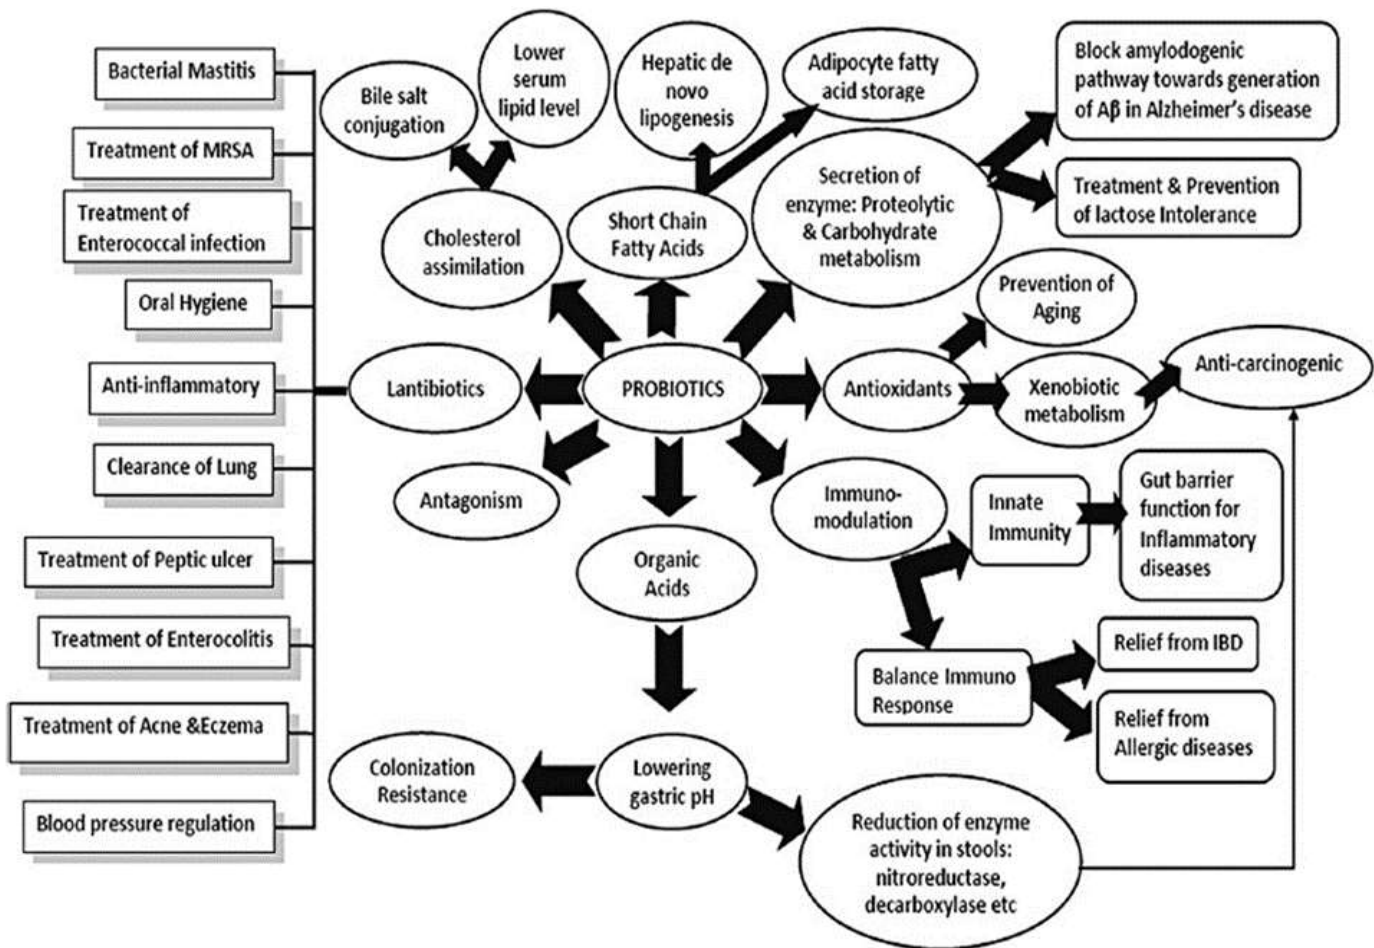 Bacterial Mastitis
Treatment of MRSA
Treatment of
Enterococcal infection
Oral Hygiene
Anti-inflammatory
Clearance of Lung
Treatment of Peptic ulcer
Treatment of Enterocolitis
Treatment of Acne &Eczema
Blood pressure regulation
Bile salt
conjugation
Lower
serum
lipid level
Cholesterol
assimilation
Hepatic de
novo
lipogenesis
Adipocyte fatty
acid storage
Short Chain
Fatty Acids
Secretion of
enzyme: Proteolytic
& Carbohydrate
metabolism
Block amylodogenic
pathway towards generation
of Aβ in Alzheimer's disease
Treatment & Prevention
of lactose Intolerance
Prevention of
Aging
Lantibiotics
PROBIOTICS
Antioxidants
Xenobiotic
metabolism
Anti-carcinogenic
Antagonism
Organic
Acids
Immuno-
modulation
Innate
Immunity
Gut barrier
function for
Inflammatory
diseases
Balance Immuno
Response
Relief from IBD
Relief from
Allergic diseases
Colonization
Resistance
Lowering
gastric pH
Reduction of enzyme
activity in stools:
nitroreductase,
decarboxylase etc